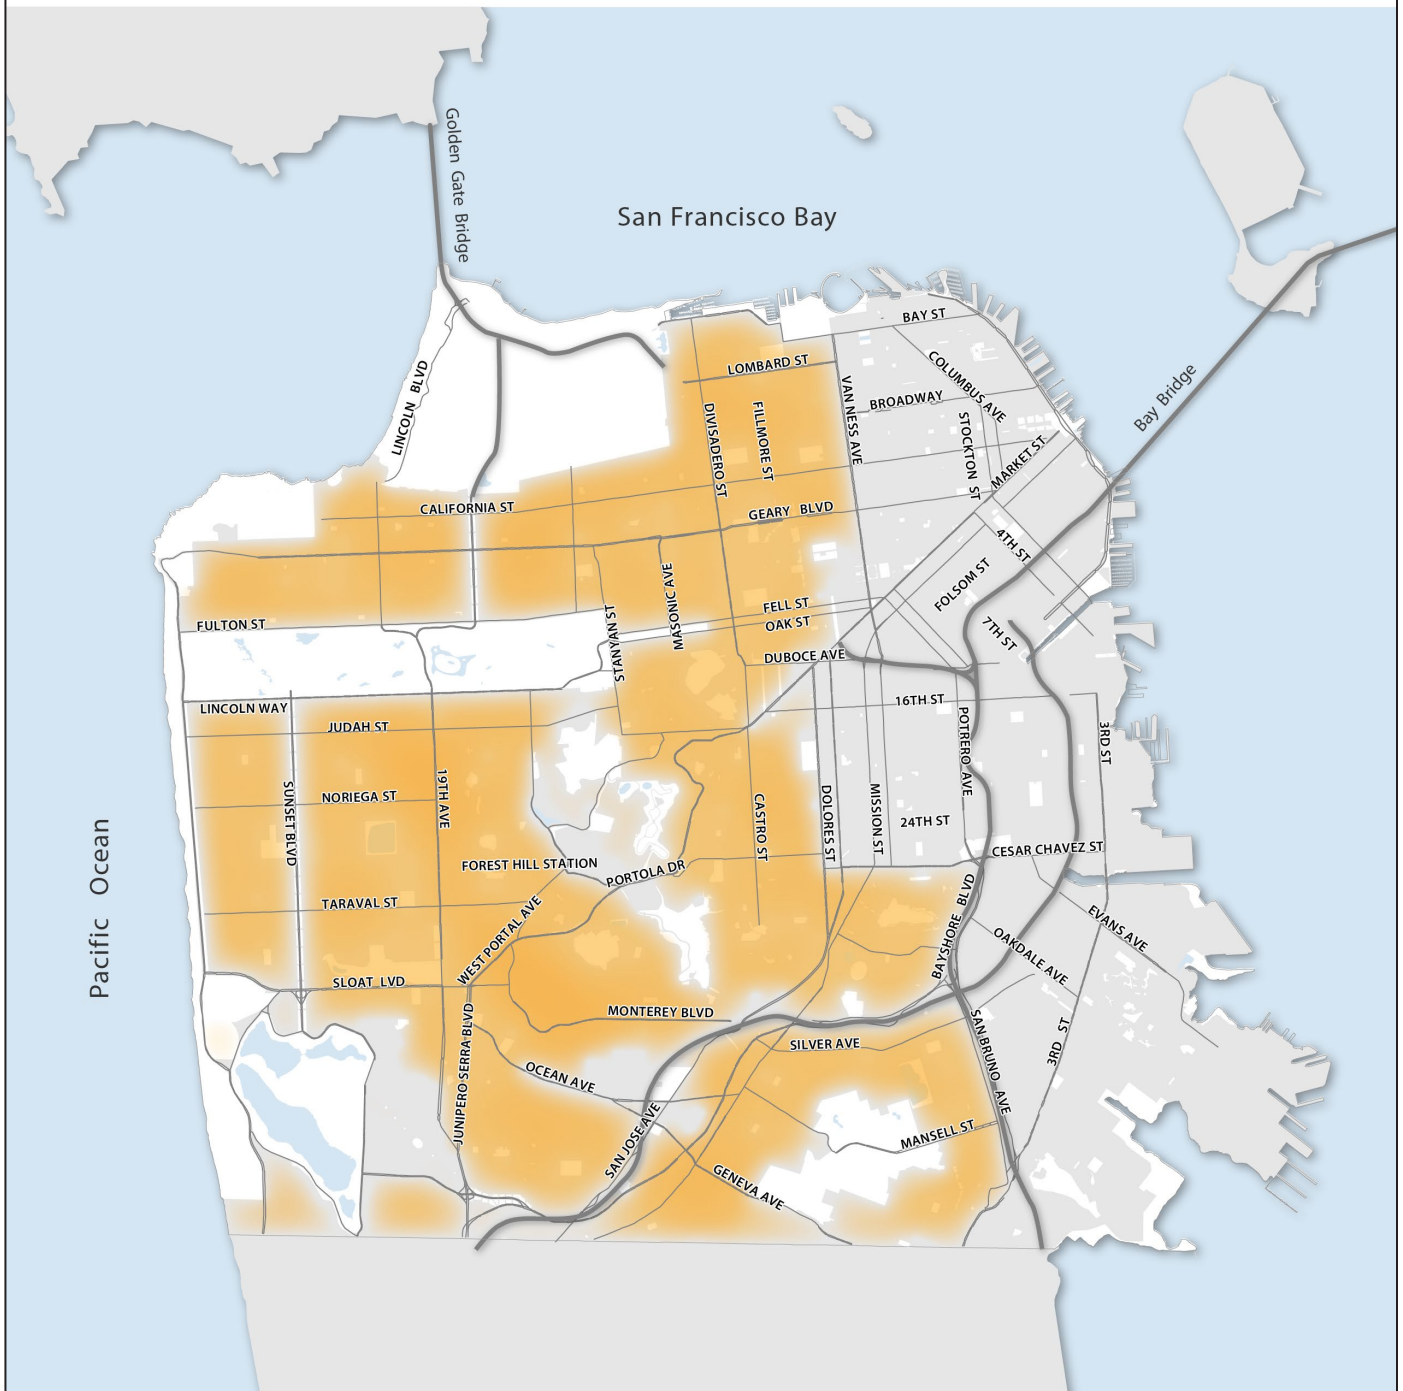 Golden Gate Bridge
San Francisco Bay
Bay Bridge
Pacific Ocean
BAY ST
LOMBARD ST
COLUMBUS AVE
LINCOLN BLVD
VAN NESS AVE
BROADWAY
DIVISADERO ST
FILLMORE ST
STOCKTON ST
MARKET ST
CALIFORNIA ST
GEARY BLVD
4TH ST
FOLSOM ST
MASONIC AVE
FELL ST
STANYAN ST
OAK ST
FULTON ST
7TH ST
DUBOCE AVE
LINCOLN WAY
16TH ST
JUDAH ST
POTRERO AVE
3RD ST
19TH AVE
SUNSET BLVD
NORIEGA ST
CASTRO ST
DOLORES ST
MISSION ST
24TH ST
CESAR CHAVEZ ST
FOREST HILL STATION
PORTOLA DR
TARAVAL ST
WEST PORTAL AVE
BAYSHORE BLVD
EVANS AVE
OAKDALE AVE
SLOAT LVD
MONTEREY BLVD
SILVER AVE
SAN BRUNO AVE
3RD ST
JUNIPERO SERRA BLVD
OCEAN AVE
SAN JOSE AVE
MANSELL ST
GENEVA AVE